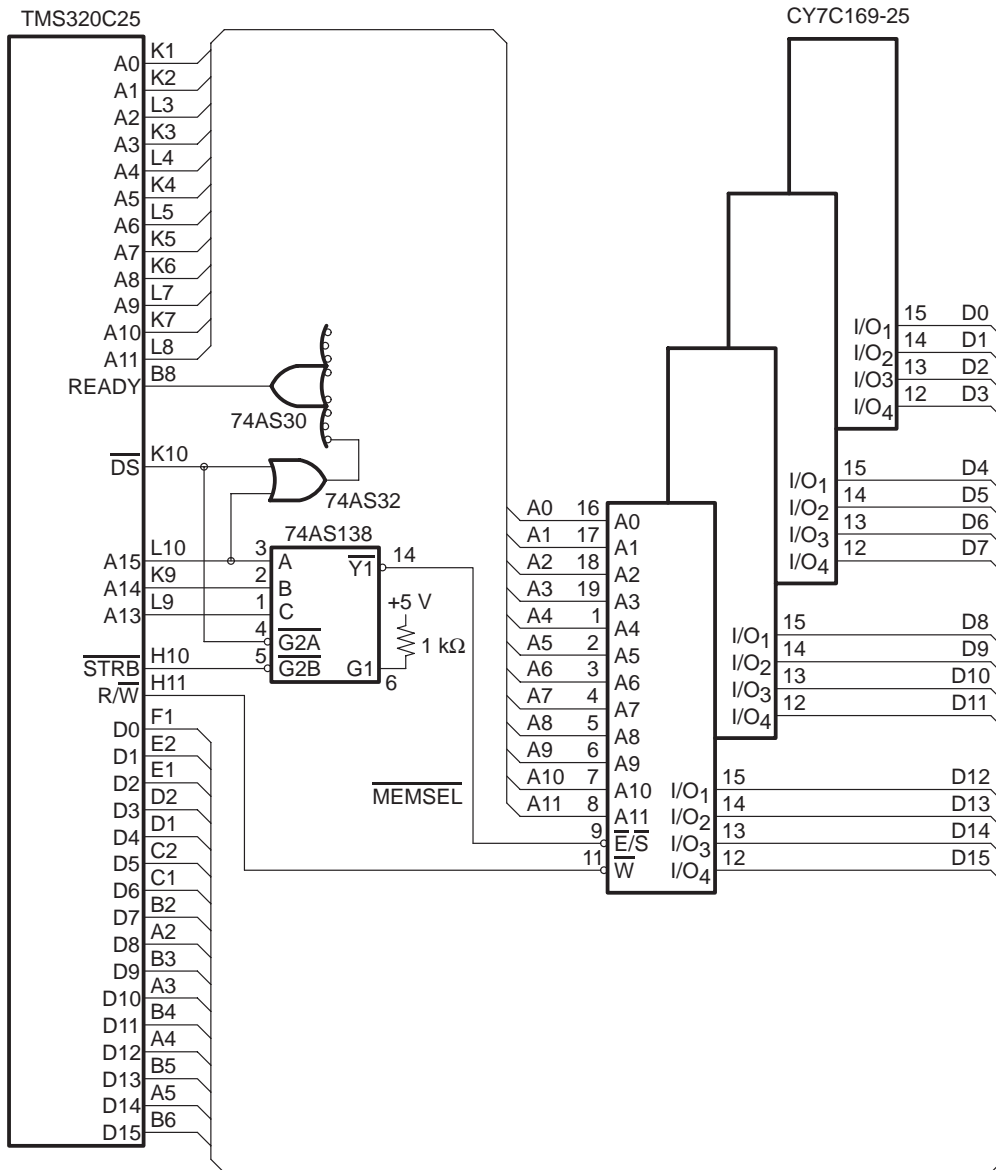 TMS320C25
CY7C169-25
A0 K1
A1 K2
A2 L3
A3 K3
A4 L4
A5 K4
A6 L5
A7 K5
A8 K6
A9 L7
A10 K7
A11 L8
READY B8
74AS30
DS K10
74AS32
74AS138
A15 L10 3 A Y1 14
A14 K9 2 B
A13 L9 1 C
+5 V
1 kΩ
4 G2A
STRB H10 5 G2B G1 6
R/W H11
D0 F1
D1 E2
D2 E1
D3 D2
D4 D1
D5 C2
D6 C1
D7 B2
D8 A2
D9 B3
D10 A3
D11 B4
D12 A4
D13 B5
D14 A5
D15 B6
MEMSEL
A0 16 A0
A1 17 A1
A2 18 A2
A3 19 A3
A4 1 A4
A5 2 A5
A6 3 A6
A7 4 A7
A8 5 A8
A9 6 A9
A10 7 A10
A11 8 A11
9 E/S
11 W
I/O1 15 D0
I/O2 14 D1
I/O3 13 D2
I/O4 12 D3
I/O1 15 D4
I/O2 14 D5
I/O3 13 D6
I/O4 12 D7
I/O1 15 D8
I/O2 14 D9
I/O3 13 D10
I/O4 12 D11
I/O1 15 D12
I/O2 14 D13
I/O3 13 D14
I/O4 12 D15